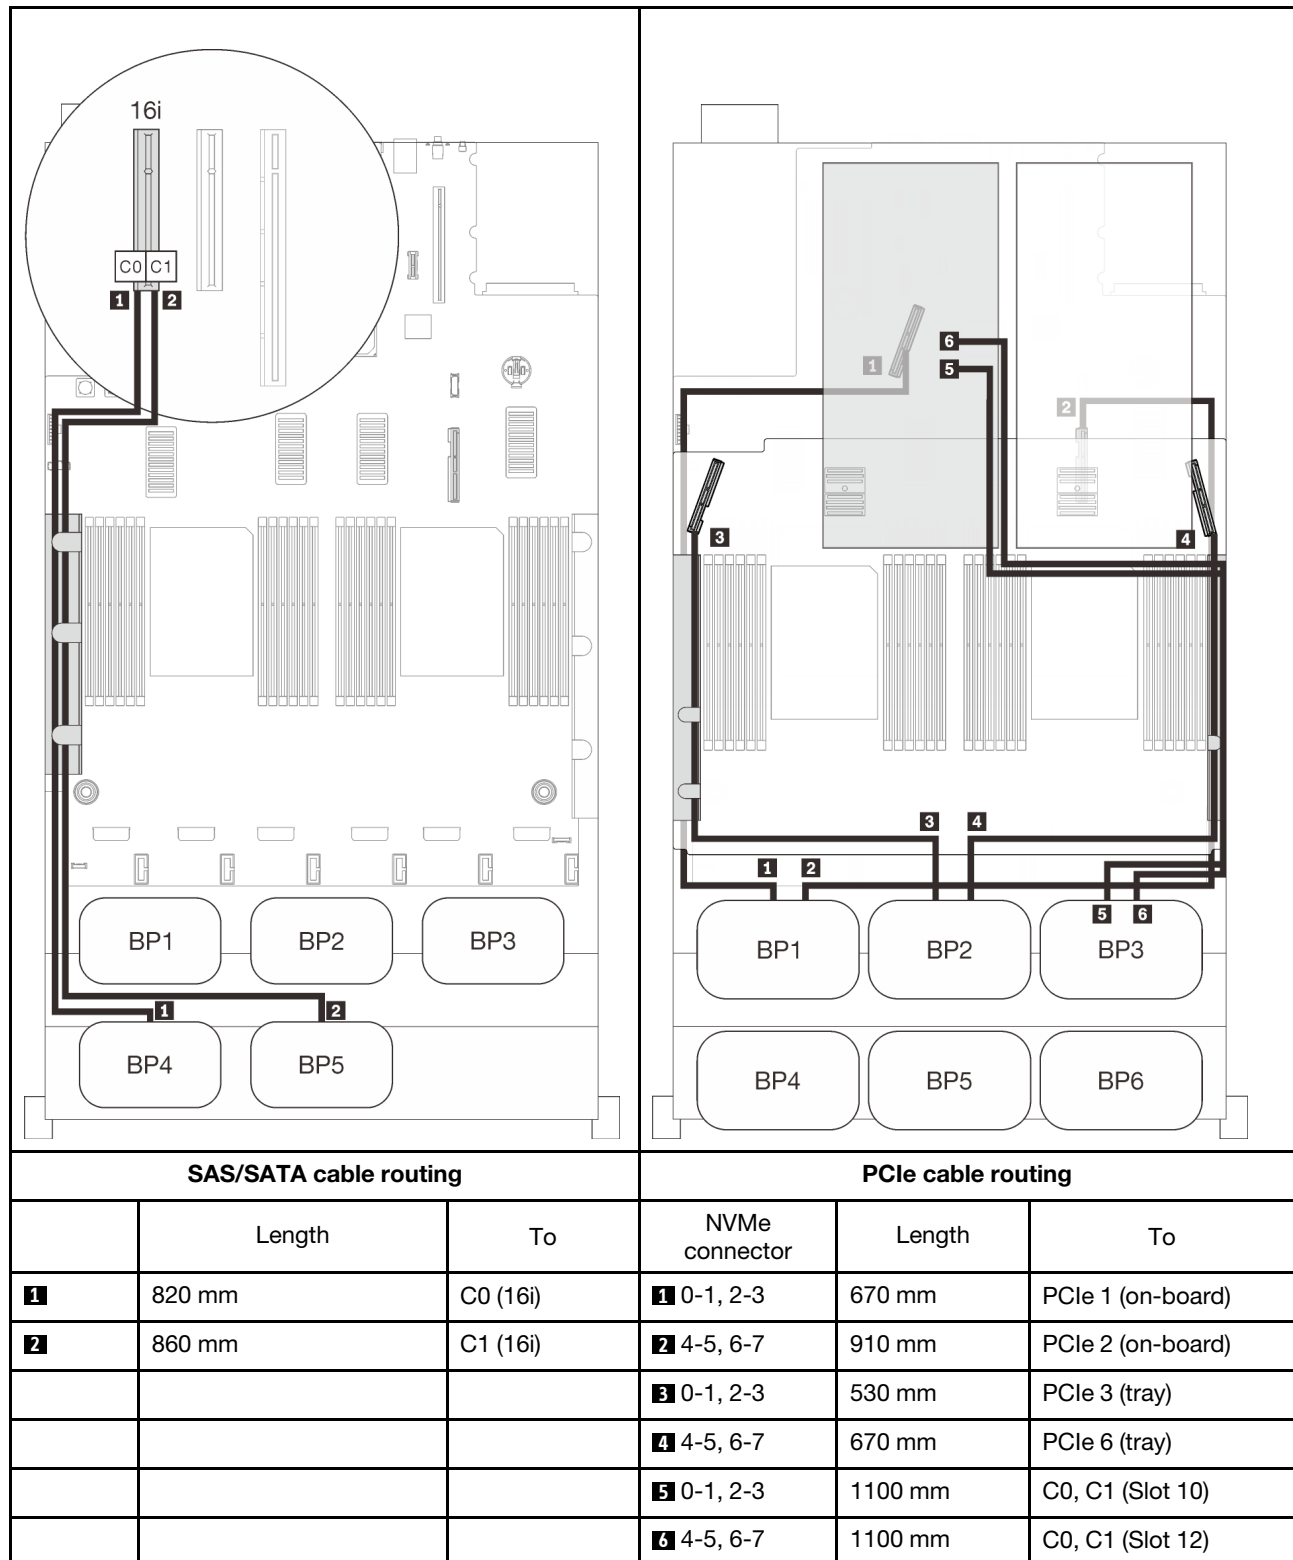 16i
C0 C1
1 2
BP1 BP2 BP3
1 2
BP4 BP5
6
1 5
2
3 4
3 4
1 2
5 6
BP1 BP2 BP3
BP4 BP5 BP6
SAS/SATA cable routing
Length To
1 820 mm C0 (16i)
2 860 mm C1 (16i)
PCIe cable routing
NVMe connector Length To
1 0-1, 2-3 670 mm PCIe 1 (on-board)
2 4-5, 6-7 910 mm PCIe 2 (on-board)
3 0-1, 2-3 530 mm PCIe 3 (tray)
4 4-5, 6-7 670 mm PCIe 6 (tray)
5 0-1, 2-3 1100 mm C0, C1 (Slot 10)
6 4-5, 6-7 1100 mm C0, C1 (Slot 12)